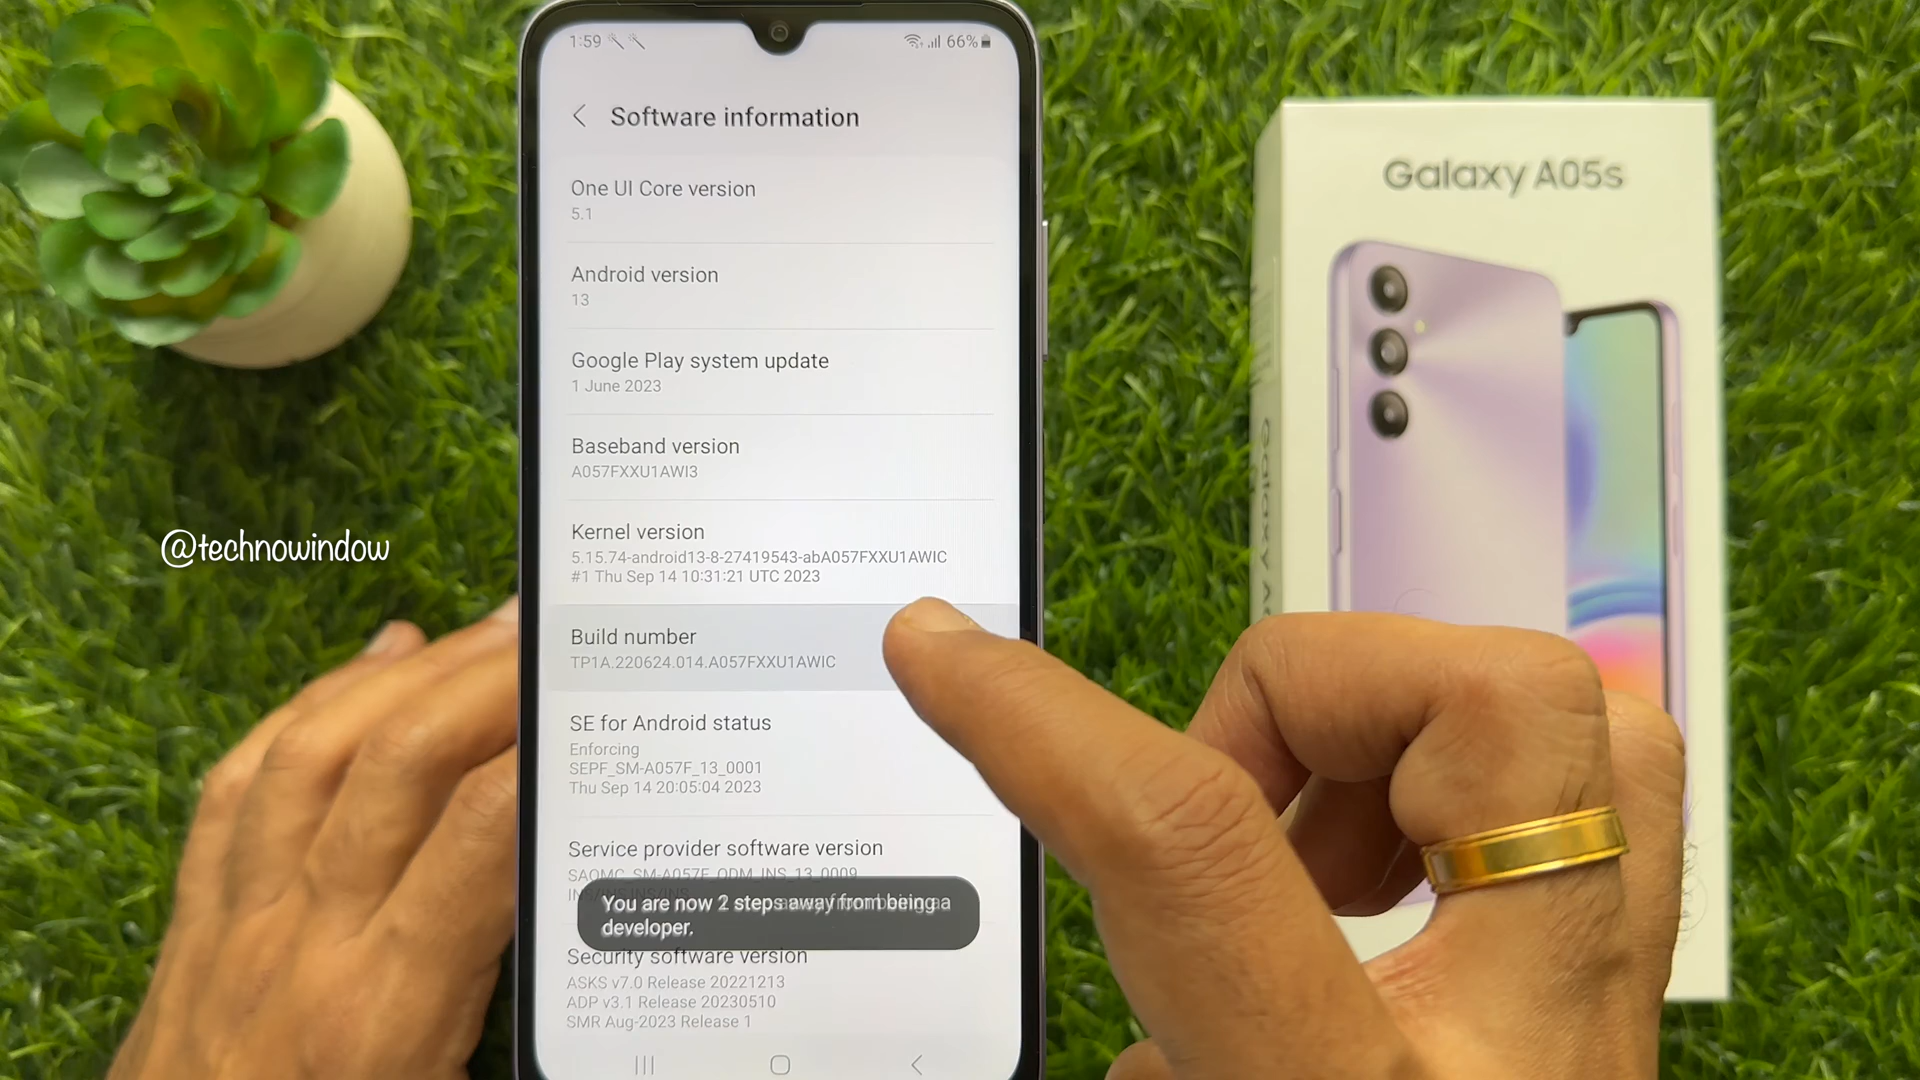 1:59
66%
Software information
One UI Core version
5.1
Android version
13
Google Play system update
1 June 2023
Baseband version
A057FXXU1AWI3
Kernel version
5.15.74-android13-8-27419543-abA057FXXU1AWIC
#1 Thu Sep 14 10:31:21 UTC 2023
Build number
TP1A.220624.014.A057FXXU1AWIC
SE for Android status
Enforcing
SEPF_SM-A057F_13_0001
Thu Sep 14 20:05:04 2023
Service provider software version
SAOMC_SM-A057F_ODM_INS_13_0009
You are now 2 steps away from being a
developer.
Security software version
ASKS v7.0 Release 20221213
ADP v3.1 Release 20230510
SMR Aug-2023 Release 1
@technowindow
Galaxy A05s
Galaxy